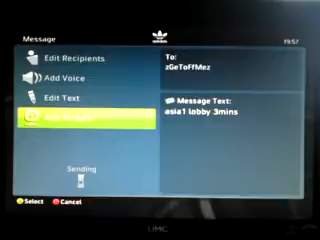 Message
19:57
Edit Recipients
Add Voice
Edit Text
To:
zGeToFfMez
Message Text:
asia1 lobby 3mins
Sending
Select
Cancel
UMC